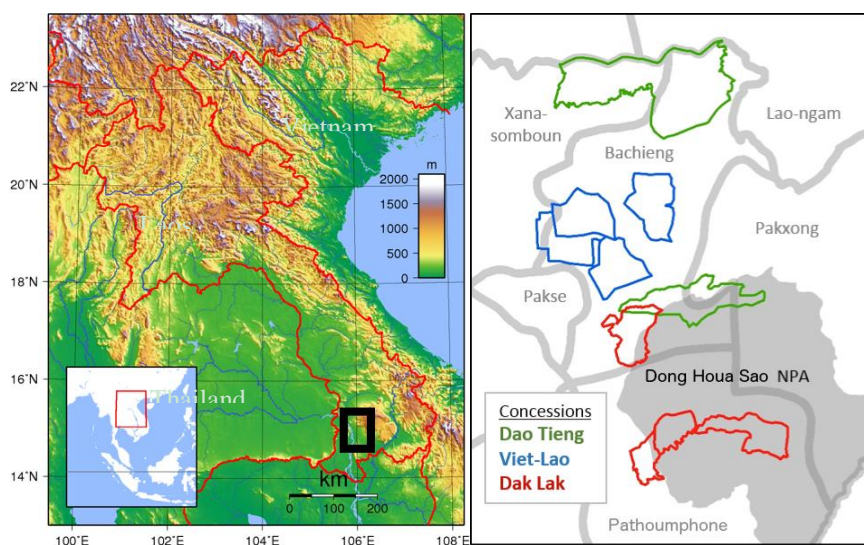 22°N
20°N
18°N
16°N
14°N
100°E
102°E
104°E
106°E
108°E
Vietnam
Laos
Thailand
m
2000
1500
1000
500
0
km
0
100
200
Xana-
somboun
Lao-ngam
Bachieng
Pakxong
Pakse
Dong Houa Sao NPA
Concessions
Dao Tieng
Viet-Lao
Dak Lak
Pathoumphone